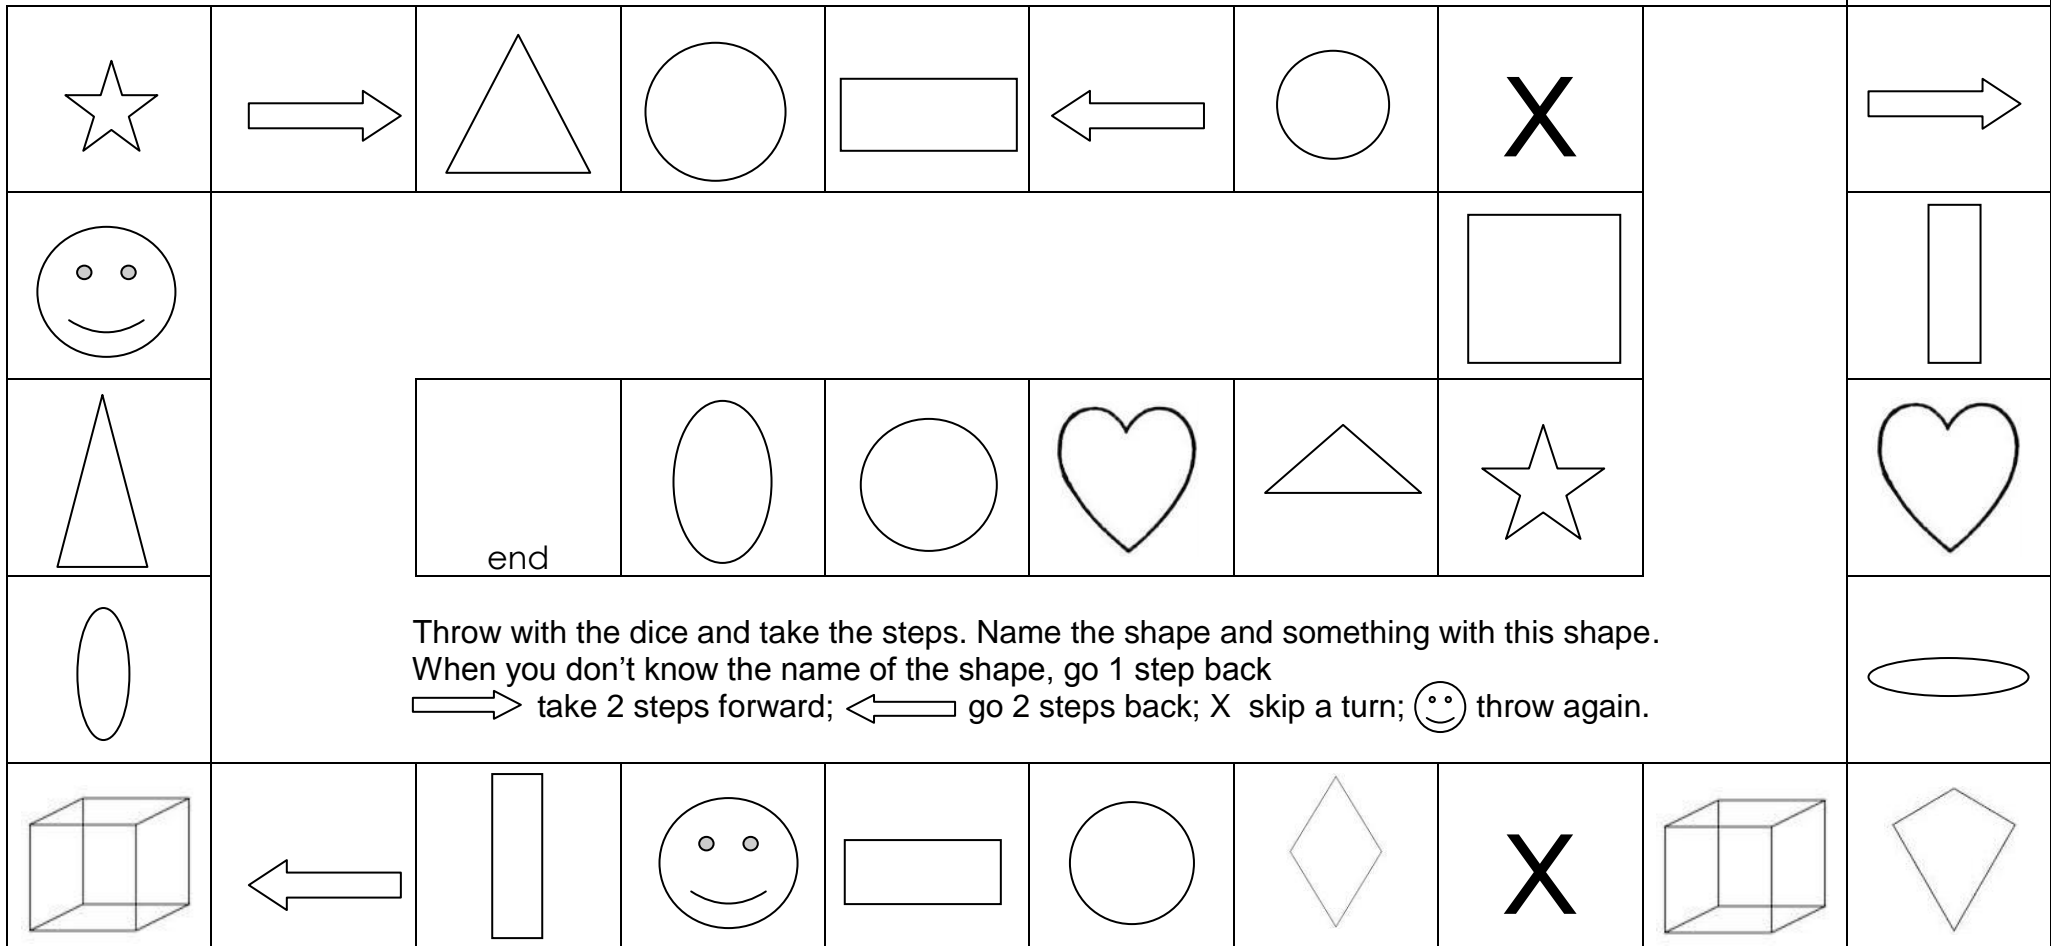 X
end
Throw with the dice and take the steps. Name the shape and something with this shape.
When you don’t know the name of the shape, go 1 step back
take 2 steps forward; go 2 steps back; X skip a turn; throw again.
X